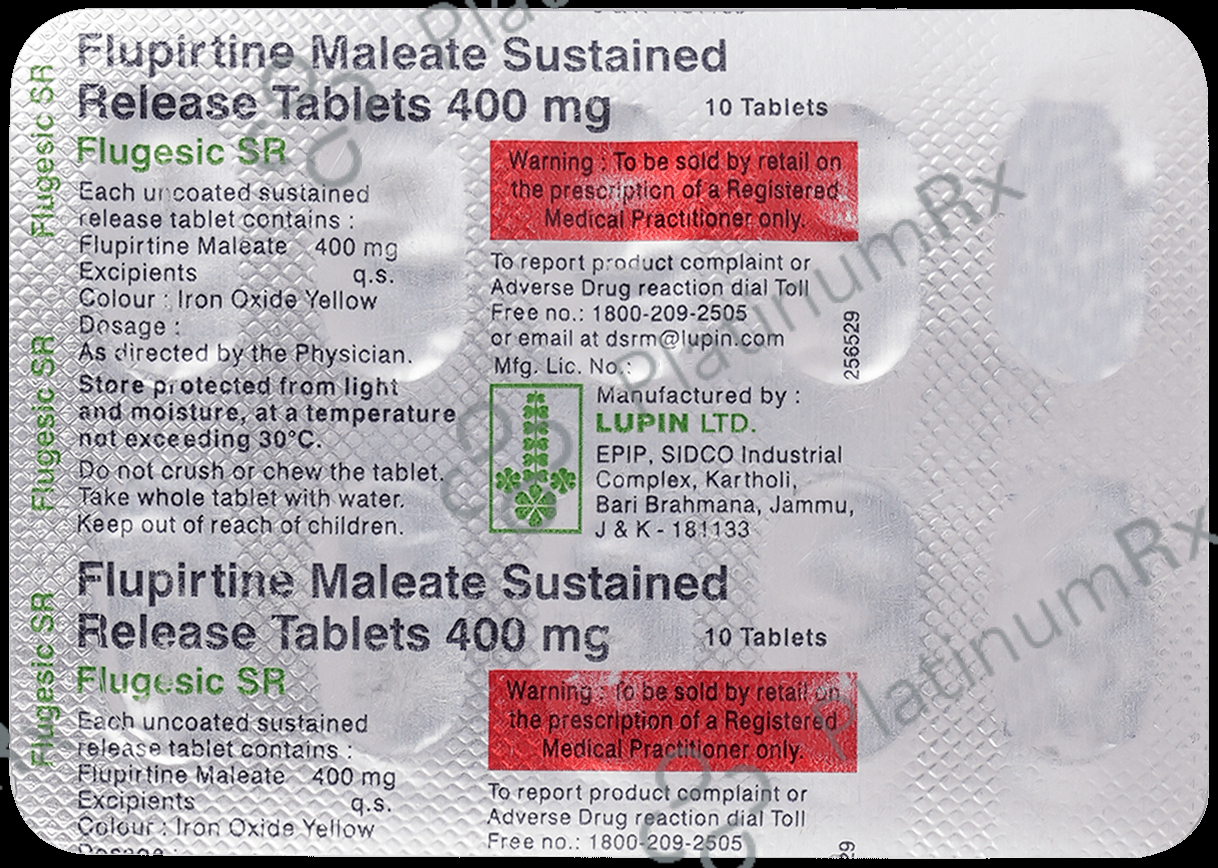 Flupirtine Maleate Sustained
Release Tablets 400 mg
10 Tablets
Flugesic SR
Each uncoated sustained
release tablet contains :
Flupirtine Maleate 400 mg
Excipients q.s.
Colour : Iron Oxide Yellow
Dosage :
As directed by the Physician.
Store protected from light
and moisture, at a temperature
not exceeding 30°C.
Do not crush or chew the tablet.
Take whole tablet with water.
Keep out of reach of children.
Warning : To be sold by retail on
the prescription of a Registered
Medical Practitioner only.
To report product complaint or
Adverse Drug reaction dial Toll
Free no.: 1800-209-2505
or email at dsrm@lupin.com
Mfg. Lic. No.:
Manufactured by :
LUPIN LTD.
EPIP, SIDCO Industrial
Complex, Kartholi,
Bari Brahmana, Jammu,
J & K - 181133
256529
Flupirtine Maleate Sustained
Release Tablets 400 mg
10 Tablets
Flugesic SR
Each uncoated sustained
release tablet contains :
Flupirtine Maleate 400 mg
Excipients q.s.
Colour : Iron Oxide Yellow
Dosage :
Warning : To be sold by retail on
the prescription of a Registered
Medical Practitioner only.
To report product complaint or
Adverse Drug reaction dial Toll
Free no.: 1800-209-2505
29
Flugesic SR
Flugesic SR
Flugesic SR
Platinum
PlatinumRx
PlatinumRx